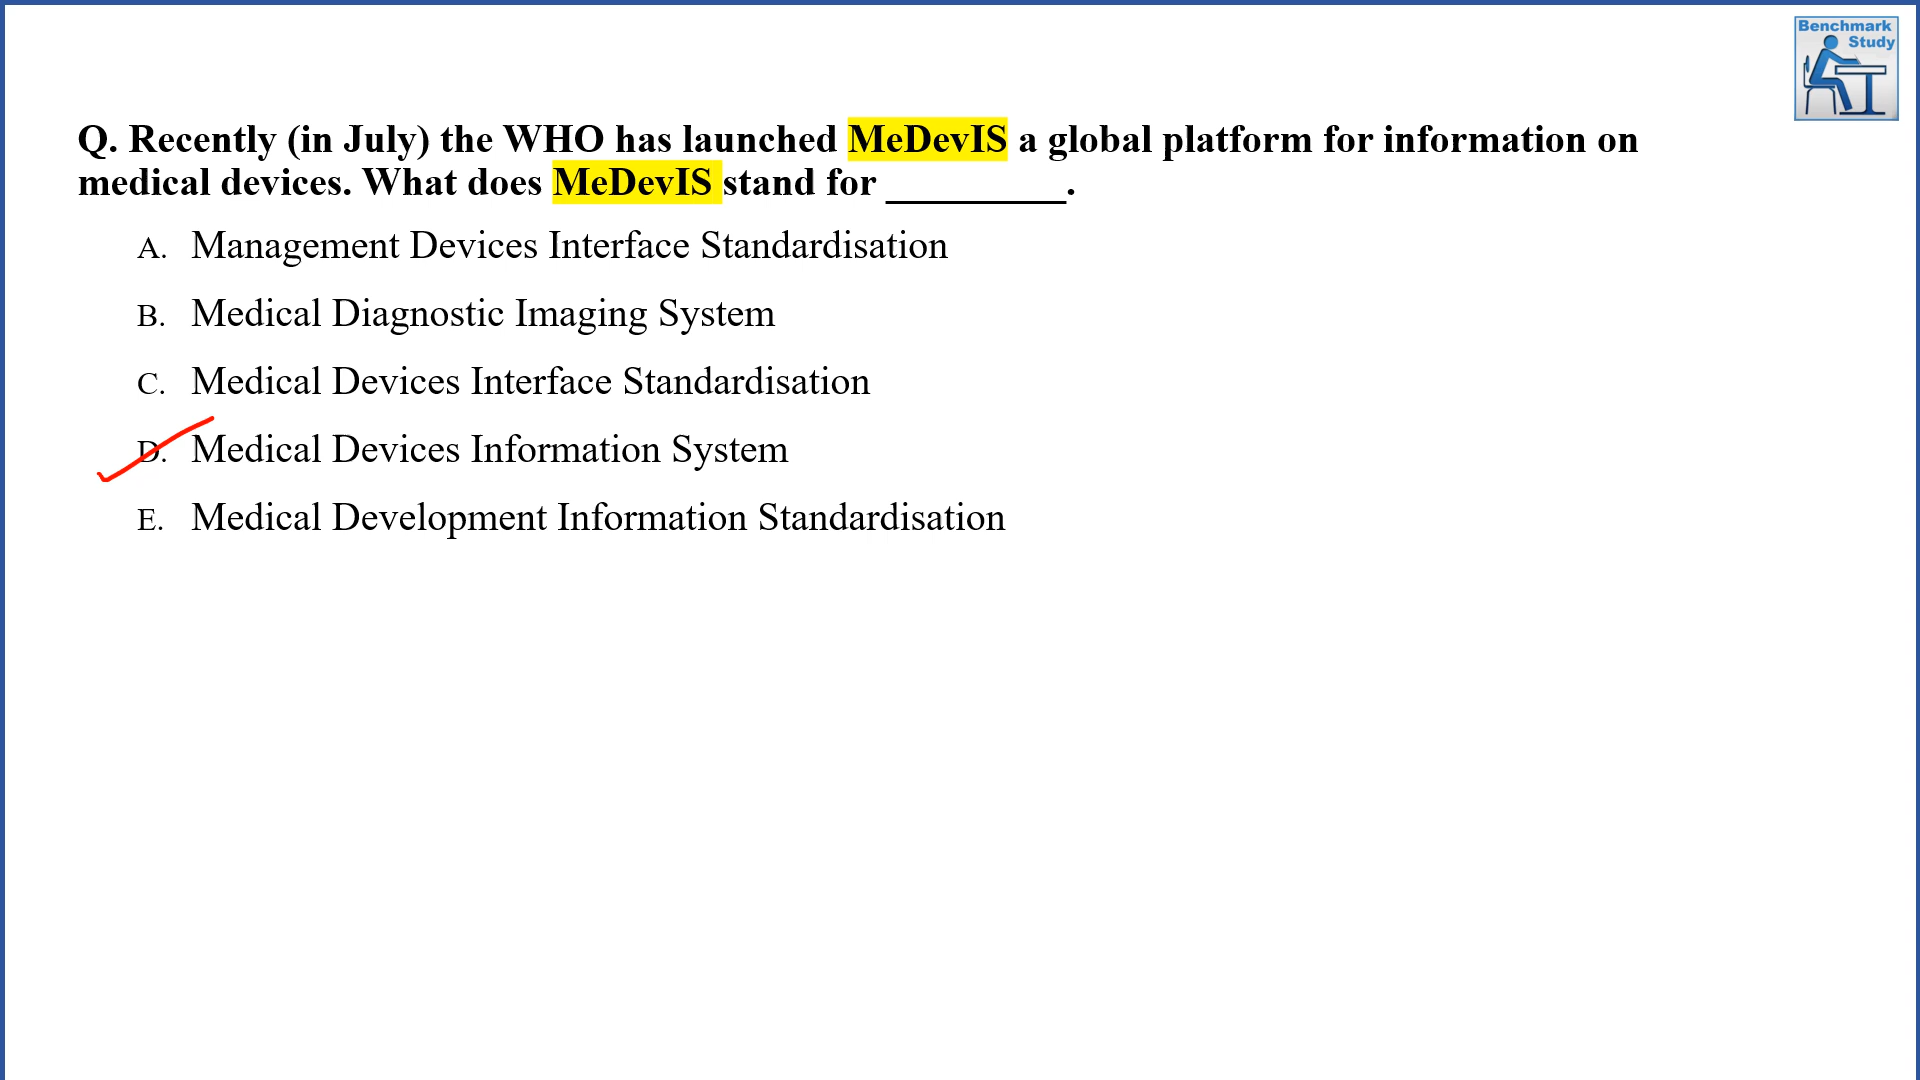 Benchmark
Study
Q. Recently (in July) the WHO has launched MeDevIS a global platform for information on
medical devices. What does MeDevIS stand for _________.
A. Management Devices Interface Standardisation
B. Medical Diagnostic Imaging System
C. Medical Devices Interface Standardisation
D. Medical Devices Information System
E. Medical Development Information Standardisation